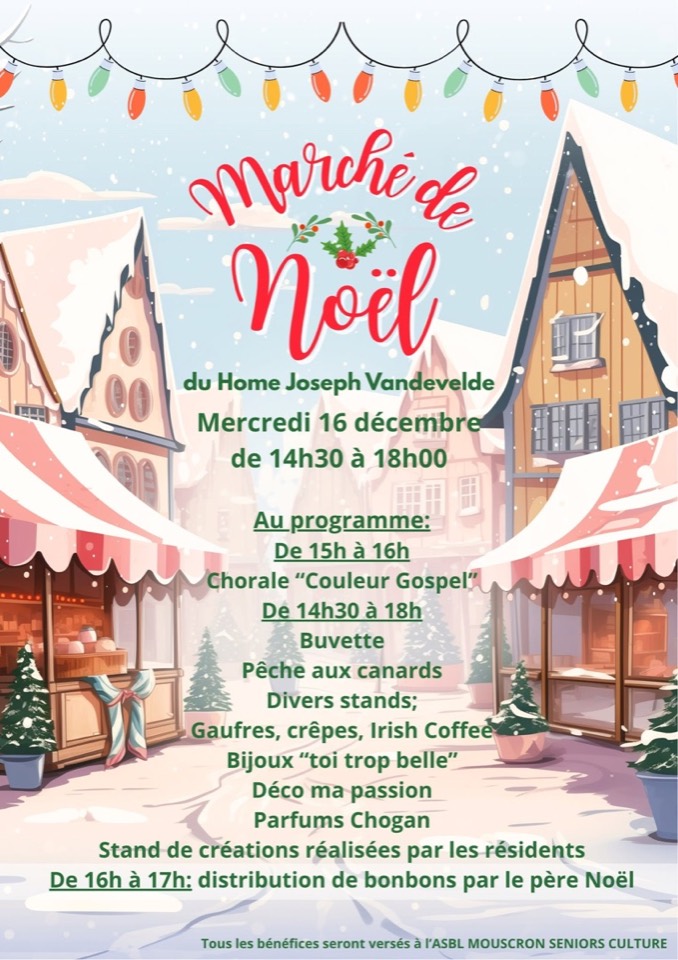 Marché de
Noël
du Home Joseph Vandevelde
Mercredi 16 décembre
de 14h30 à 18h00
Au programme:
De 15h à 16h
Chorale “Couleur Gospel”
De 14h30 à 18h
Buvette
Pêche aux canards
Divers stands;
Gaufres, crêpes, Irish Coffee
Bijoux “toi trop belle”
Déco ma passion
Parfums Chogan
Stand de créations réalisées par les résidents
De 16h à 17h: distribution de bonbons par le père Noël
Tous les bénéfices seront versés à l’ASBL MOUSCRON SENIORS CULTURE